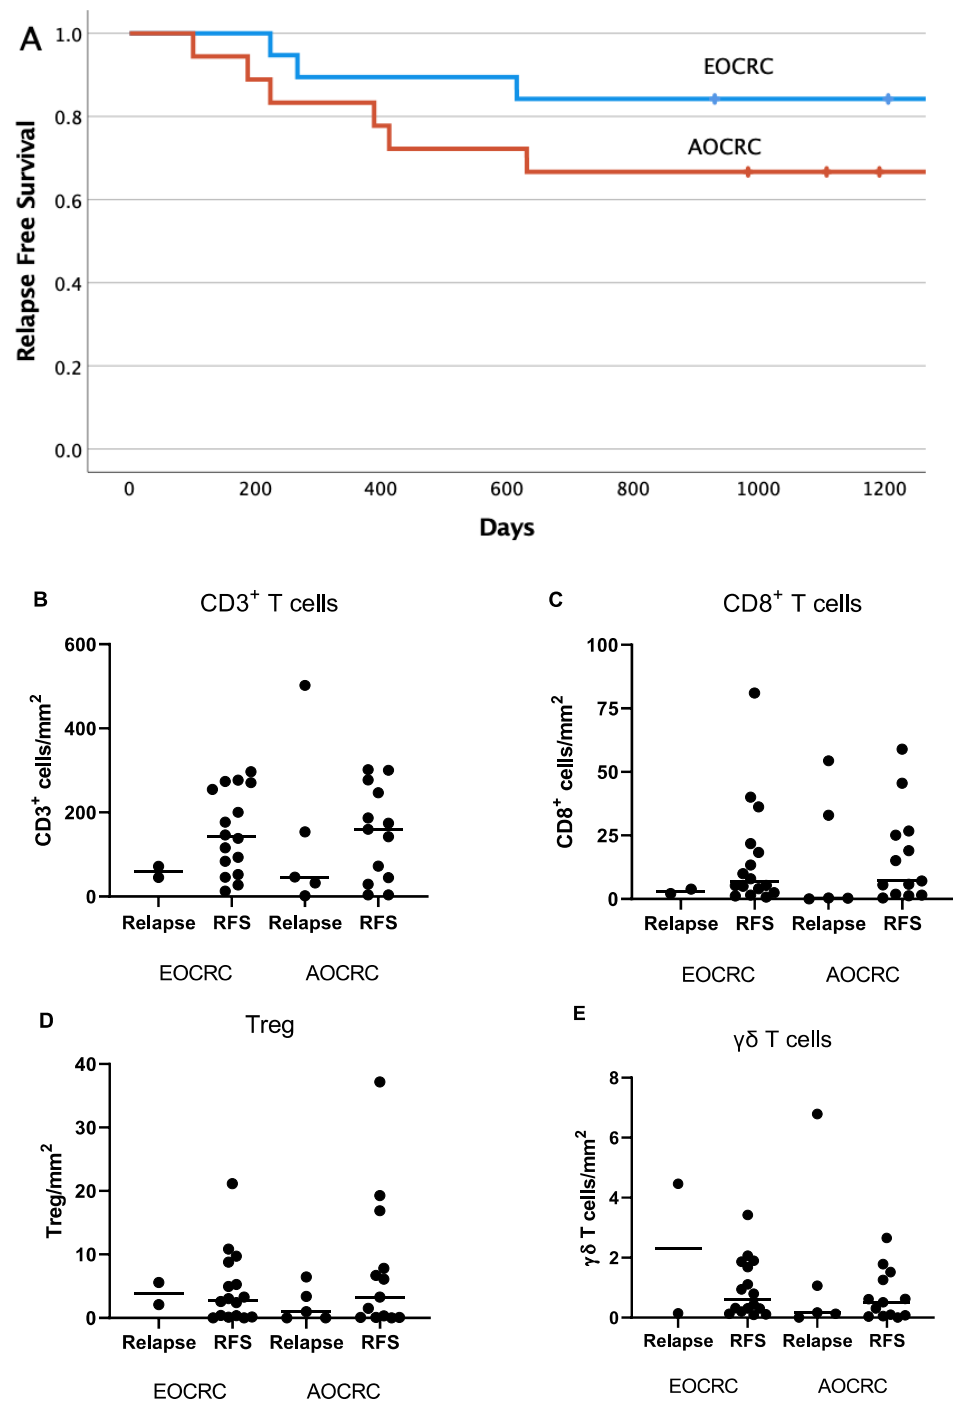 A
1.0
0.8
0.6
0.4
0.2
0.0
Relapse Free Survival
EOCRC
AOCRC
0 200 400 600 800 1000 1200
Days
B
CD3⁺ T cells
600
400
200
0
CD3⁺ cells/mm²
Relapse RFS Relapse RFS
EOCRC AOCRC
C
CD8⁺ T cells
100
75
50
25
0
CD8⁺ cells/mm²
Relapse RFS Relapse RFS
EOCRC AOCRC
D
Treg
40
30
20
10
0
Treg/mm²
Relapse RFS Relapse RFS
EOCRC AOCRC
E
γδ T cells
8
6
4
2
0
γδ T cells/mm²
Relapse RFS Relapse RFS
EOCRC AOCRC